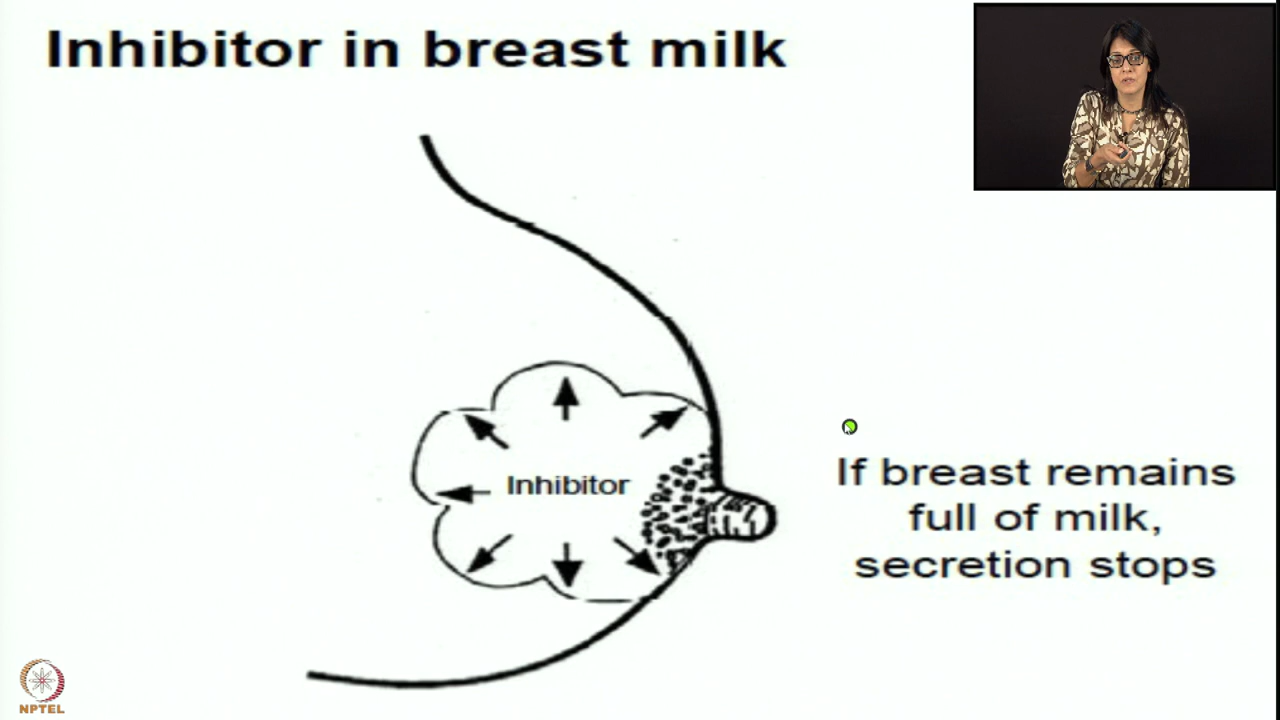 Inhibitor in breast milk
Inhibitor
If breast remains
full of milk,
secretion stops
NPTEL